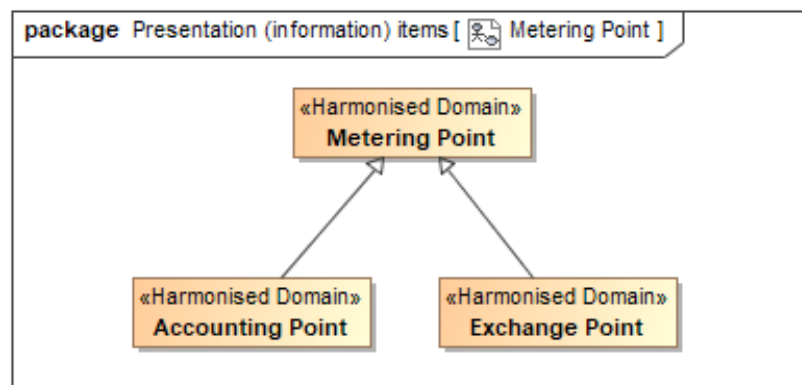 package Presentation (information) items [ Metering Point ]
«Harmonised Domain»
Metering Point
«Harmonised Domain»
Accounting Point
«Harmonised Domain»
Exchange Point